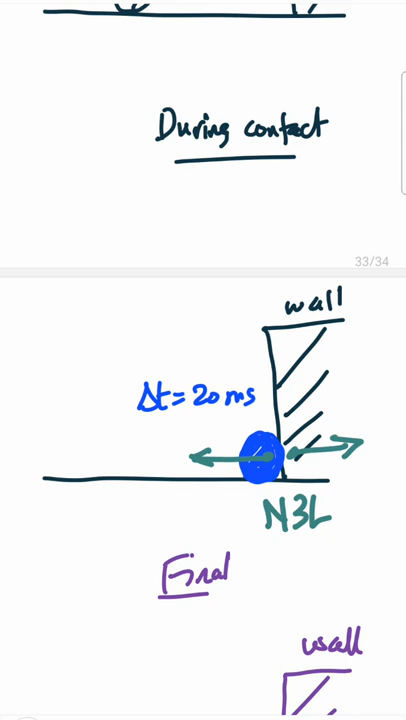 During contact
33/34
wall
Δt = 20 ms
N3L
Final
wall